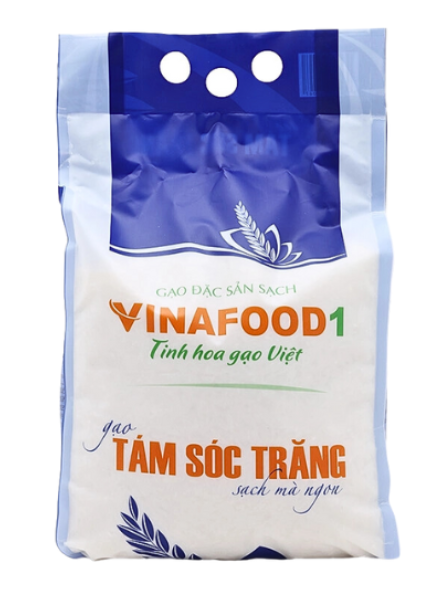 GẠO ĐẶC SẢN SẠCH
VINAFOOD1
Tinh hoa gạo Việt
gạo
TÁM SÓC TRĂNG
sạch mà ngon